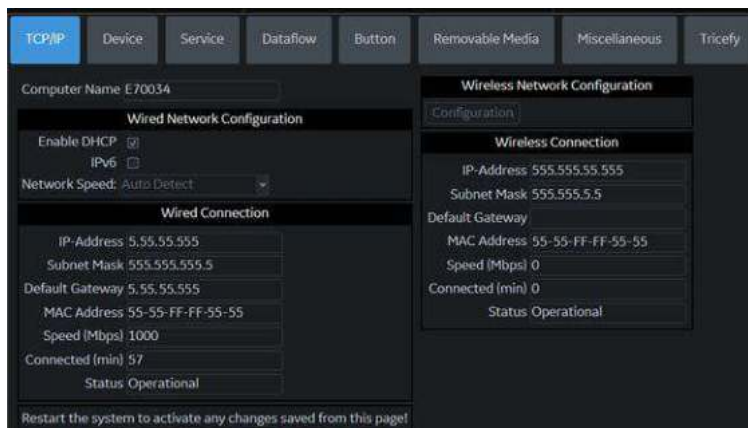 TCP/IP Device Service Dataflow Button Removable Media Miscellaneous Tricefy
Computer Name E70034
Wired Network Configuration
Enable DHCP
IPv6
Network Speed: Auto Detect
Wired Connection
IP-Address 5.55.55.555
Subnet Mask 555.555.555.5
Default Gateway 5.55.55.555
MAC Address 55-55-FF-FF-55-55
Speed (Mbps) 1000
Connected (min) 57
Status Operational
Restart the system to activate any changes saved from this page!
Wireless Network Configuration
Configuration
Wireless Connection
IP-Address 555.555.55.555
Subnet Mask 555.555.5.5
Default Gateway
MAC Address 55-55-FF-FF-55-55
Speed (Mbps) 0
Connected (min) 0
Status Operational